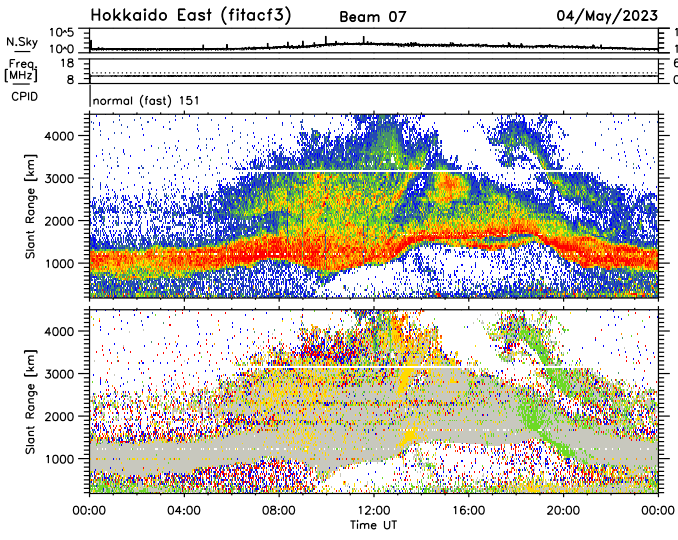 Hokkaido East (fitacf3) Beam 07 04/May/2023
N.Sky 10^5 10^0
Freq. [MHz] 18 8
CPID normal (fast) 151
Slant Range [km] 4000 3000 2000 1000
Slant Range [km] 4000 3000 2000 1000
00:00 04:00 08:00 12:00 16:00 20:00 00:00
Time UT